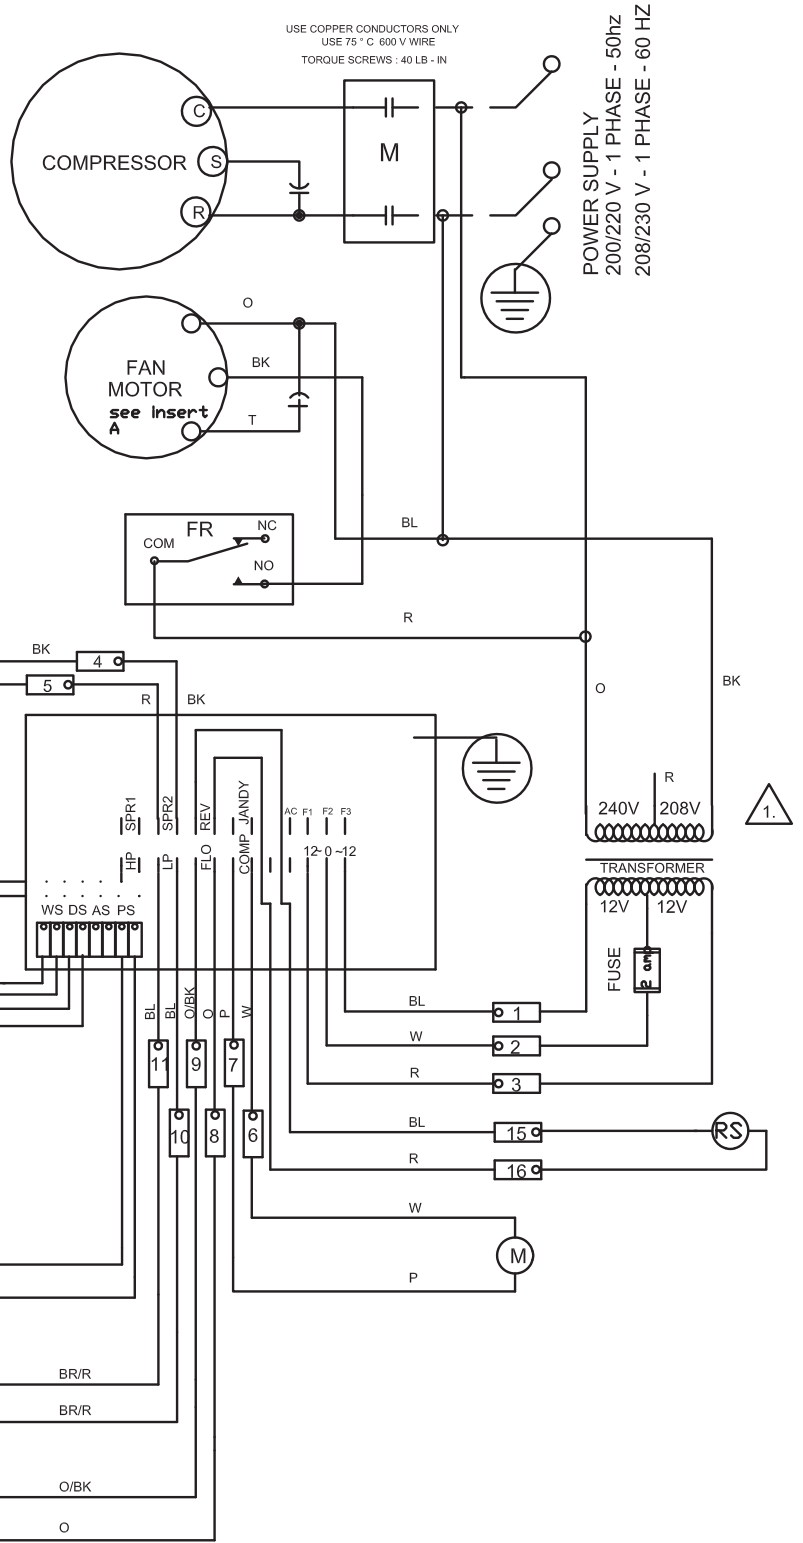 USE COPPER CONDUCTORS ONLY
USE 75 ° C 600 V WIRE
TORQUE SCREWS : 40 LB - IN
POWER SUPPLY
200/220 V - 1 PHASE - 50hz
208/230 V - 1 PHASE - 60 HZ
C
COMPRESSOR
S
R
M
O
FAN
MOTOR
see insert
A
BK
T
FR
NC
COM
NO
BL
R
BK
4
5
R
BK
O
BK
R
240V
208V
1.
TRANSFORMER
12V
12V
FUSE
2 amp
SPR1
SPR2
REV
JANDY
AC
F1
F2
F3
HP
LP
FLO
COMP
12~ 0 ~12
WS
DS
AS
PS
BL
BL
O/BK
O
P
W
11
9
7
10
8
6
BL
1
W
2
R
3
BL
15
RS
R
16
W
M
P
BR/R
BR/R
O/BK
O